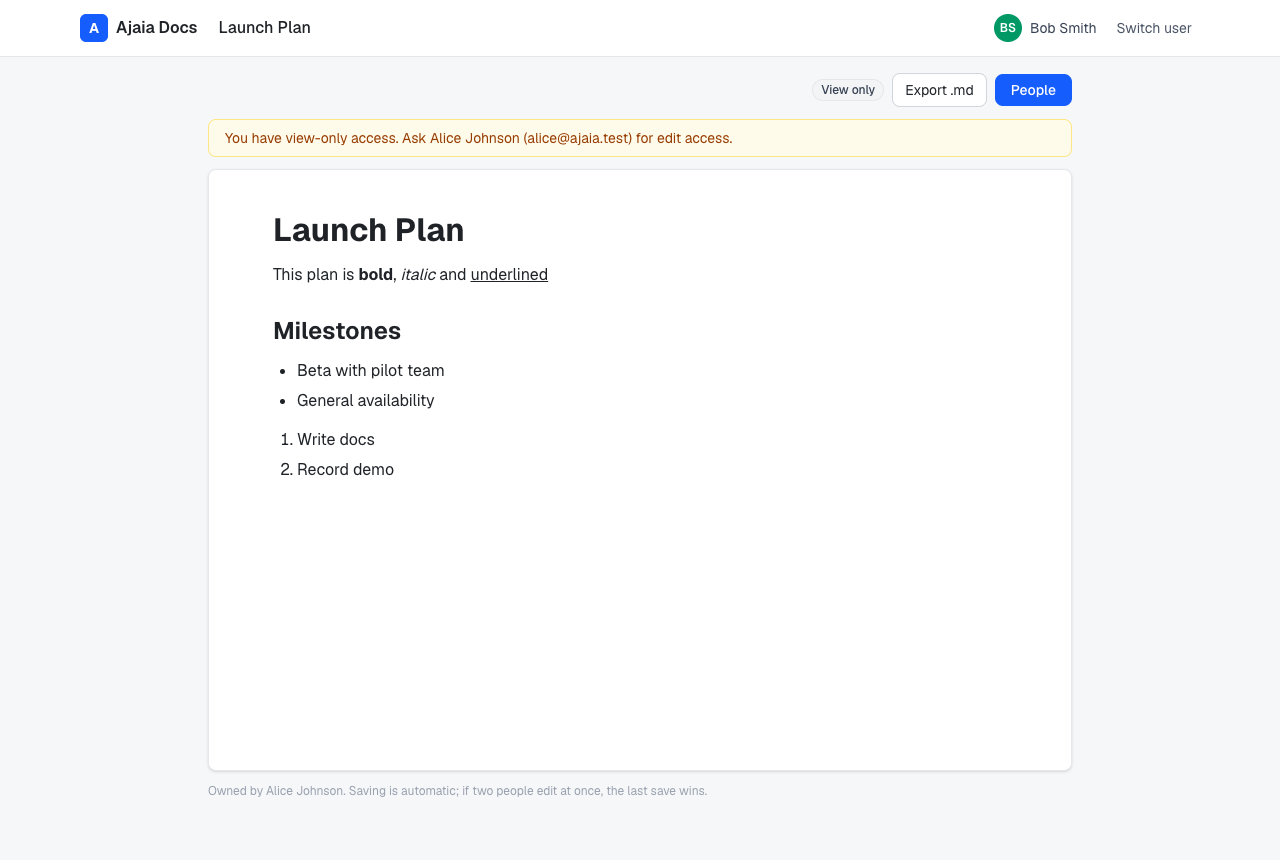 A Ajaia Docs Launch Plan BS Bob Smith Switch user
View only Export .md People
You have view-only access. Ask Alice Johnson (alice@ajaia.test) for edit access.
Launch Plan
This plan is bold, italic and underlined
Milestones
• Beta with pilot team
• General availability
1. Write docs
2. Record demo
Owned by Alice Johnson. Saving is automatic; if two people edit at once, the last save wins.